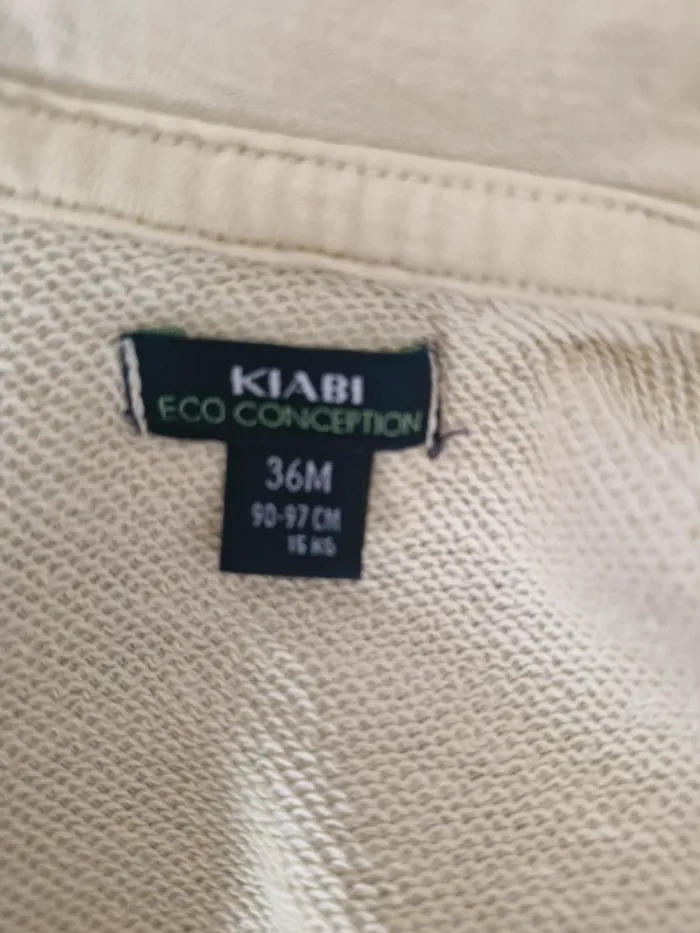 KIABI
ECO CONCEPTION
36M
90-97 CM
15 KG